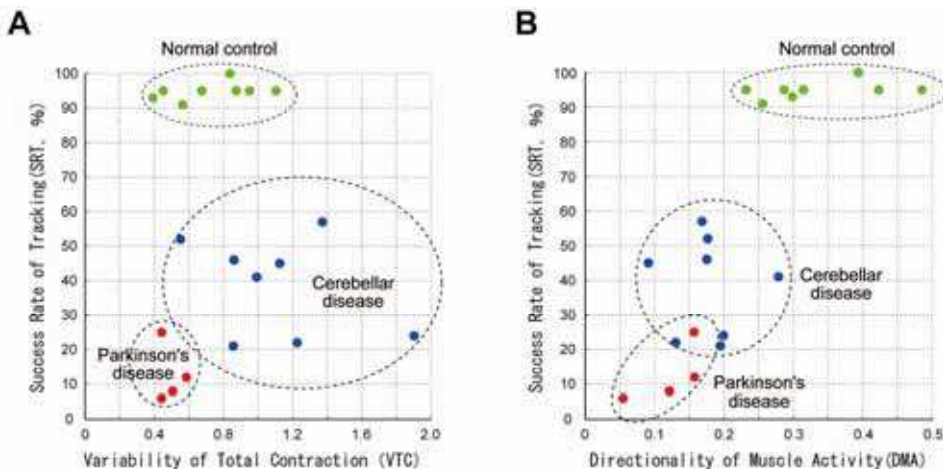 A
Normal control
Success Rate of Tracking(SRT, %)
100
90
80
70
60
50
40
30
20
10
0
Cerebellar
disease
Parkinson's
disease
0
0.4
0.8
1.2
1.6
2.0
Variability of Total Contraction (VTC)
B
Normal control
Success Rate of Tracking(SRT, %)
100
90
80
70
60
50
40
30
20
10
0
Cerebellar
disease
Parkinson's
disease
0
0.1
0.2
0.3
0.4
0.5
Directionality of Muscle Activity(DMA)